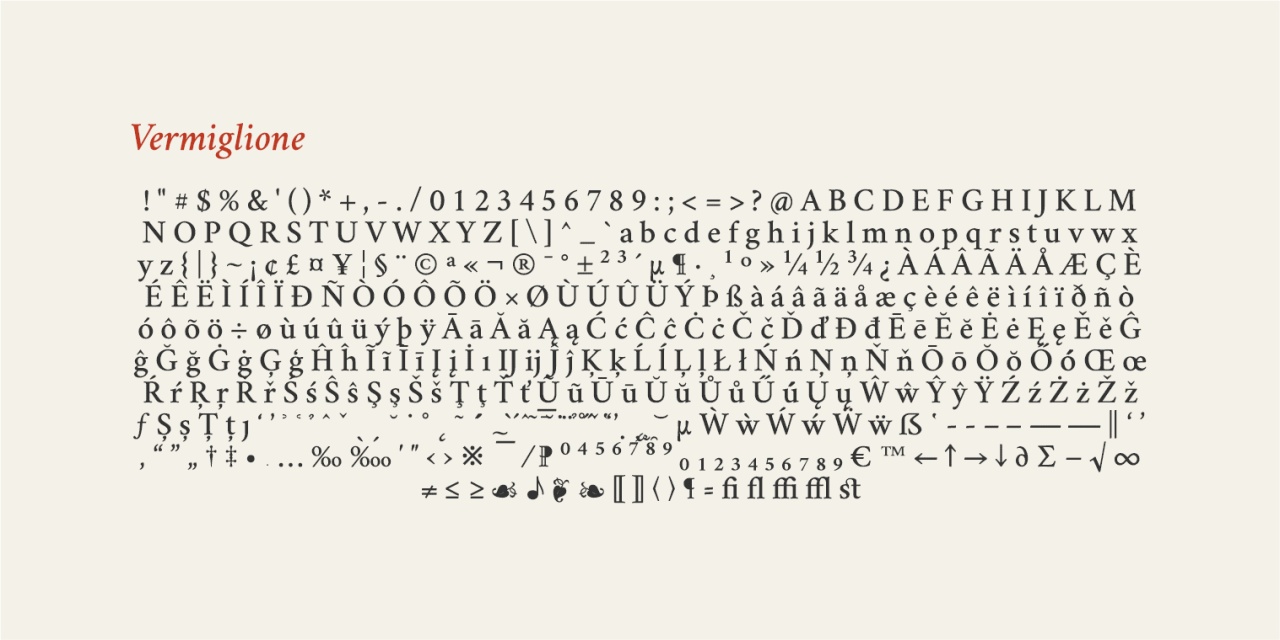 Vermiglione
! " # $ % & ' ( ) * + , - . / 0 1 2 3 4 5 6 7 8 9 : ; < = > ? @ A B C D E F G H I J K L M
N O P Q R S T U V W X Y Z [ \ ] ^ _ ` a b c d e f g h i j k l m n o p q r s t u v w x
y z { | } ~ ¡ ¢ £ ¤ ¥ ¦ § ¨ © ª « ¬ ® ¯ ° ± ² ³ ´ µ ¶ · ¸ ¹ º » ¼ ½ ¾ ¿ À Á Â Ã Ä Å Æ Ç È
É Ê Ë Ì Í Î Ï Ð Ñ Ò Ó Ô Õ Ö × Ø Ù Ú Û Ü Ý Þ ß à á â ã ä å æ ç è é ê ë ì í î ï ð ñ ò
ó ô õ ö ÷ ø ù ú û ü ý þ ÿ Ā ā Ă ă Ą ą Ć ć Ĉ ĉ Ċ ċ Č č Ď ď Đ đ Ē ē Ĕ ĕ Ė ė Ę ę Ě ě Ĝ
ĝ Ğ ğ Ġ ġ Ģ ģ Ĥ ĥ Ĩ ĩ Ī ī Į į İ ı Ĳ ĳ Ĵ ĵ Ķ ķ Ĺ Í Ļ ļ Ł ł Ń ń Ņ ņ Ň ň Ō ō Ŏ ŏ Ő ó Œ œ
Ŕ ŕ Ŗ ŗ Ř ř Ś ś Ŝ ŝ Ş ş Š š Ţ ţ Ť ť Ũ ũ Ū ū Ŭ ŭ Ů ů Ű ú Ų ų Ŵ ŵ Ŷ ŷ Ÿ Ź ź Ż ż Ž ž
ƒ Ș ș Ț ț ȷ µ Ẁ ẁ Ẃ ẃ Ẅ ẅ ẞ ‖ ‘ ’
‚ “ ” „ † ‡ • … ‰ ‱ ′ ″ ‹ › ※ ⁄ ⁋ ⁰ ⁴ ⁵ ⁶ ⁷ ⁸ ⁹ ₀ ₁ ₂ ₃ ₄ ₅ ₆ ₇ ₈ ₉ € ™ ← ↑ → ↓ ∂ Σ − √ ∞
≠ ≤ ≥ ☙ ♪ ❦ ❧ ⟦ ⟧ ⟨ ⟩ ¶ ﬁ ﬂ ﬃ ﬄ ﬆ